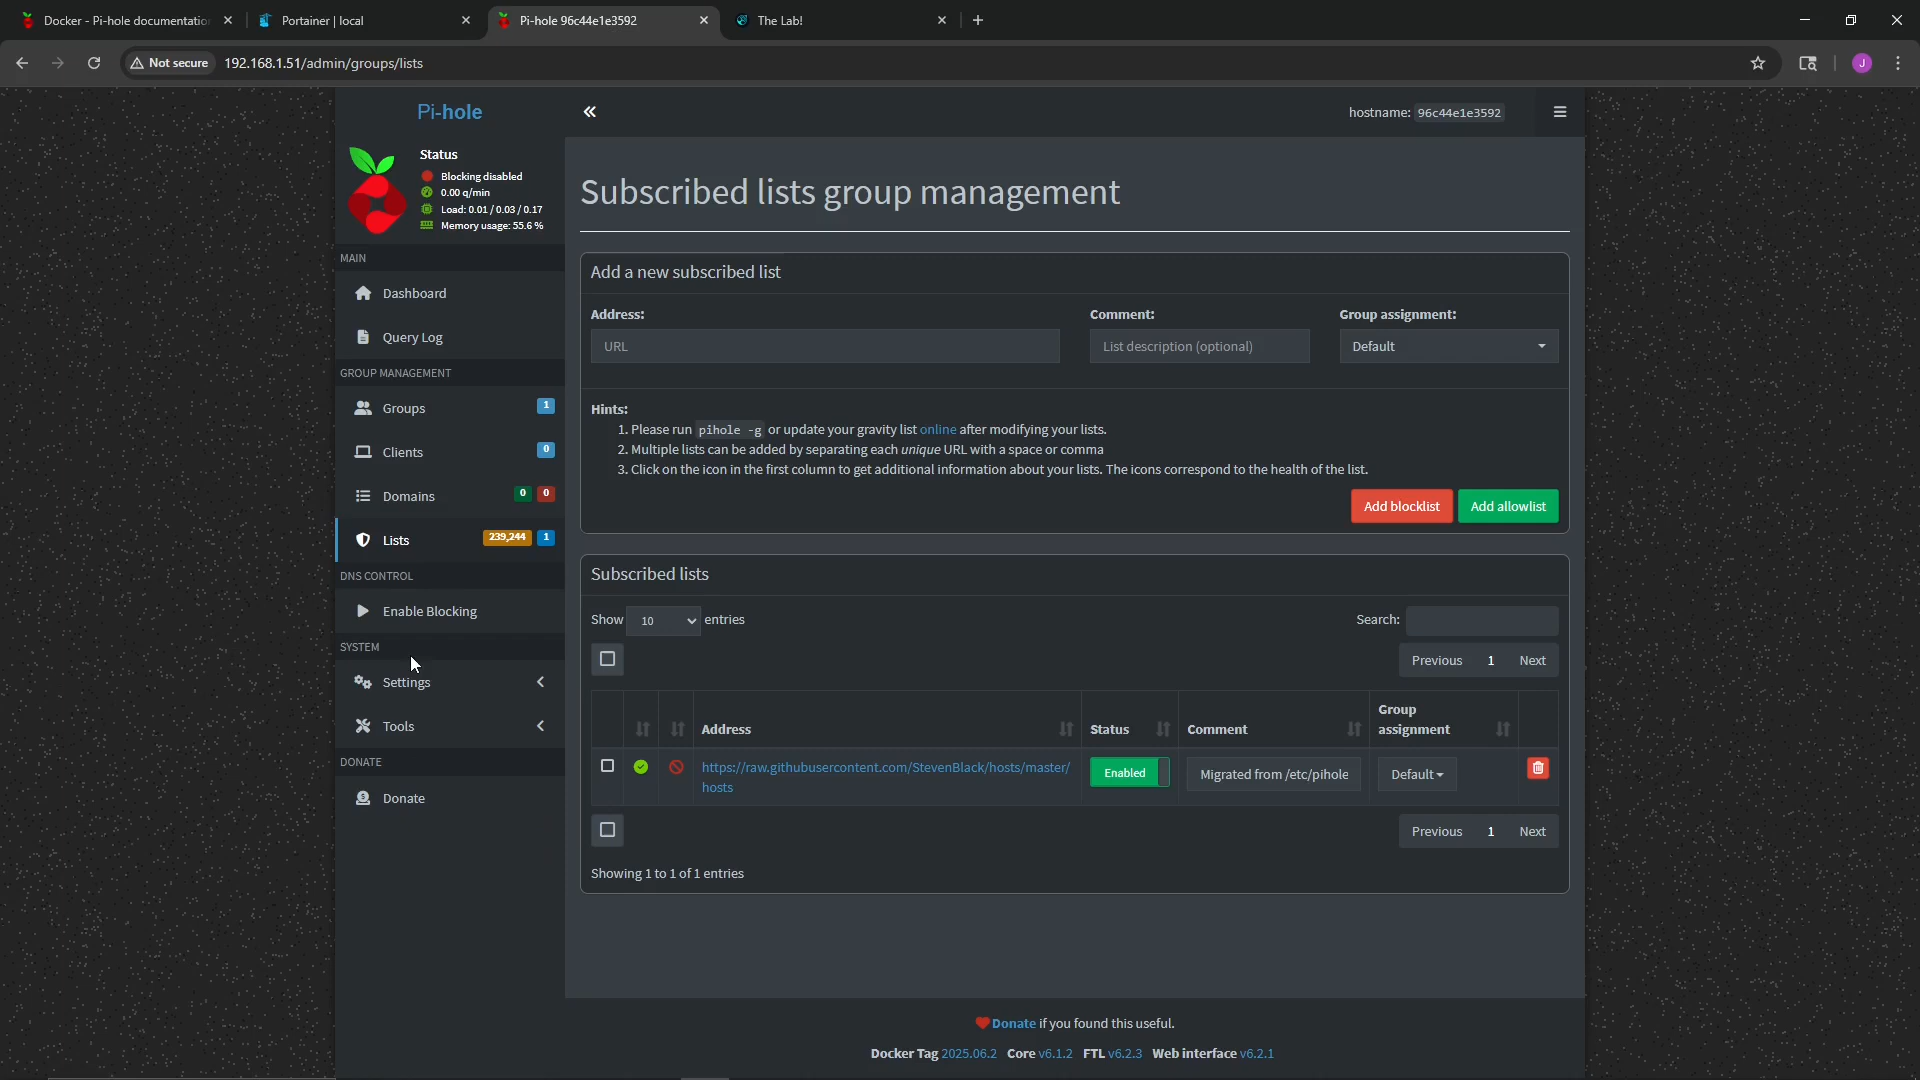 Docker - Pi-hole documentation
Portainer | local
Pi-hole 96c44e1e3592
The Lab!
Not secure
192.168.1.51/admin/groups/lists
J
Pi-hole
hostname: 96c44e1e3592
Status
Blocking disabled
0.00 q/min
Load: 0.01 / 0.03 / 0.17
Memory usage: 55.6 %
MAIN
Dashboard
Query Log
GROUP MANAGEMENT
Groups 1
Clients 0
Domains 0 0
Lists 239,244 1
DNS CONTROL
Enable Blocking
SYSTEM
Settings
Tools
DONATE
Donate
Subscribed lists group management
Add a new subscribed list
Address: Comment: Group assignment:
URL List description (optional) Default
Hints:
1. Please run pihole -g or update your gravity list online after modifying your lists.
2. Multiple lists can be added by separating each unique URL with a space or comma
3. Click on the icon in the first column to get additional information about your lists. The icons correspond to the health of the list.
Add blocklist Add allowlist
Subscribed lists
Show 10 entries Search:
Previous 1 Next
Address Status Comment Group assignment
https://raw.githubusercontent.com/StevenBlack/hosts/master/
hosts
Enabled Migrated from /etc/pihole Default
Previous 1 Next
Showing 1 to 1 of 1 entries
Donate if you found this useful.
Docker Tag 2025.06.2 Core v6.1.2 FTL v6.2.3 Web interface v6.2.1